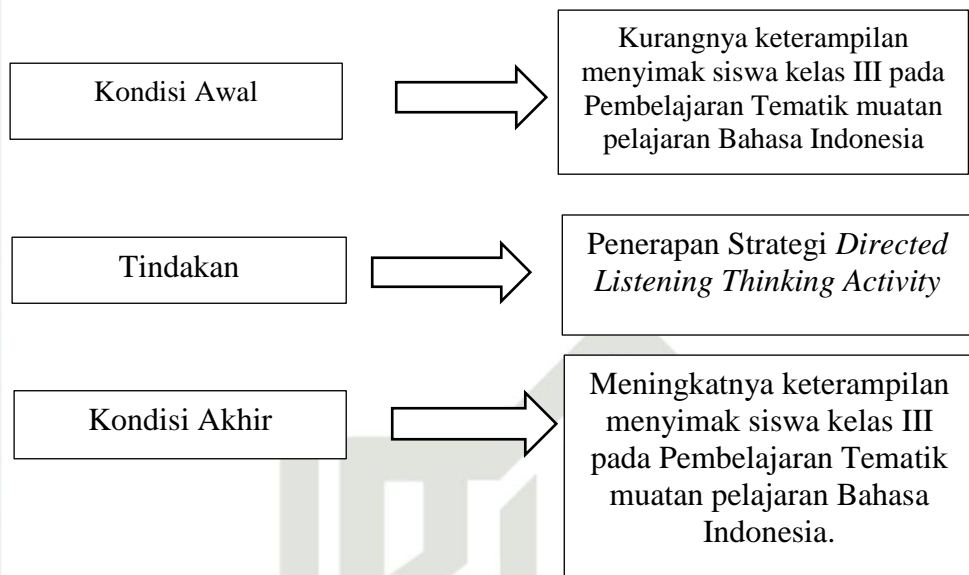 Kondisi Awal
Kurangnya keterampilan
menyimak siswa kelas III pada
Pembelajaran Tematik muatan
pelajaran Bahasa Indonesia
Tindakan
Penerapan Strategi Directed
Listening Thinking Activity
Kondisi Akhir
Meningkatnya keterampilan
menyimak siswa kelas III
pada Pembelajaran Tematik
muatan pelajaran Bahasa
Indonesia.